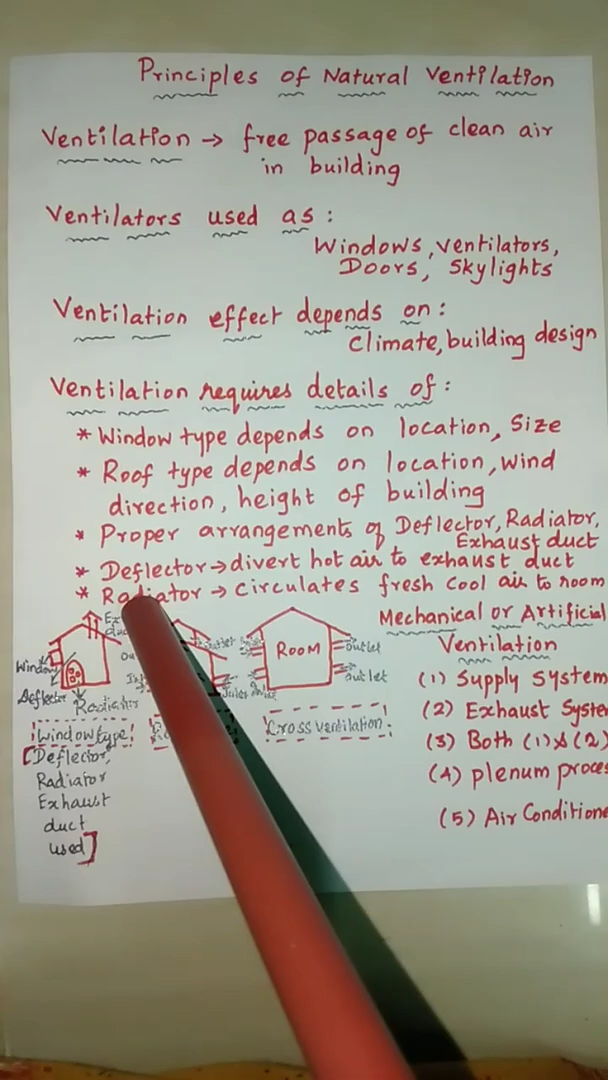 Principles of Natural Ventilation
Ventilation → free passage of clean air
in building
Ventilators used as:
Windows, ventilators,
Doors, Skylights
Ventilation effect depends on:
climate, building design
Ventilation requires details of:
* Window type depends on location, Size
* Roof type depends on location, wind
direction, height of building
* Proper arrangements of Deflector, Radiator,
Exhaust duct
* Deflector → divert hot air to exhaust duct
* Radiator → circulates fresh cool air to room
Window
Deflector
Radiator
Window type
[Deflector,
Radiator
Exhaust
duct
used]
outlet
Inlet
ROOM
outlet
outlet
Cross ventilation
Mechanical or Artificial
Ventilation
(1) Supply System
(2) Exhaust Syste
(3) Both (1) & (2)
(4) plenum proces
(5) Air Condition